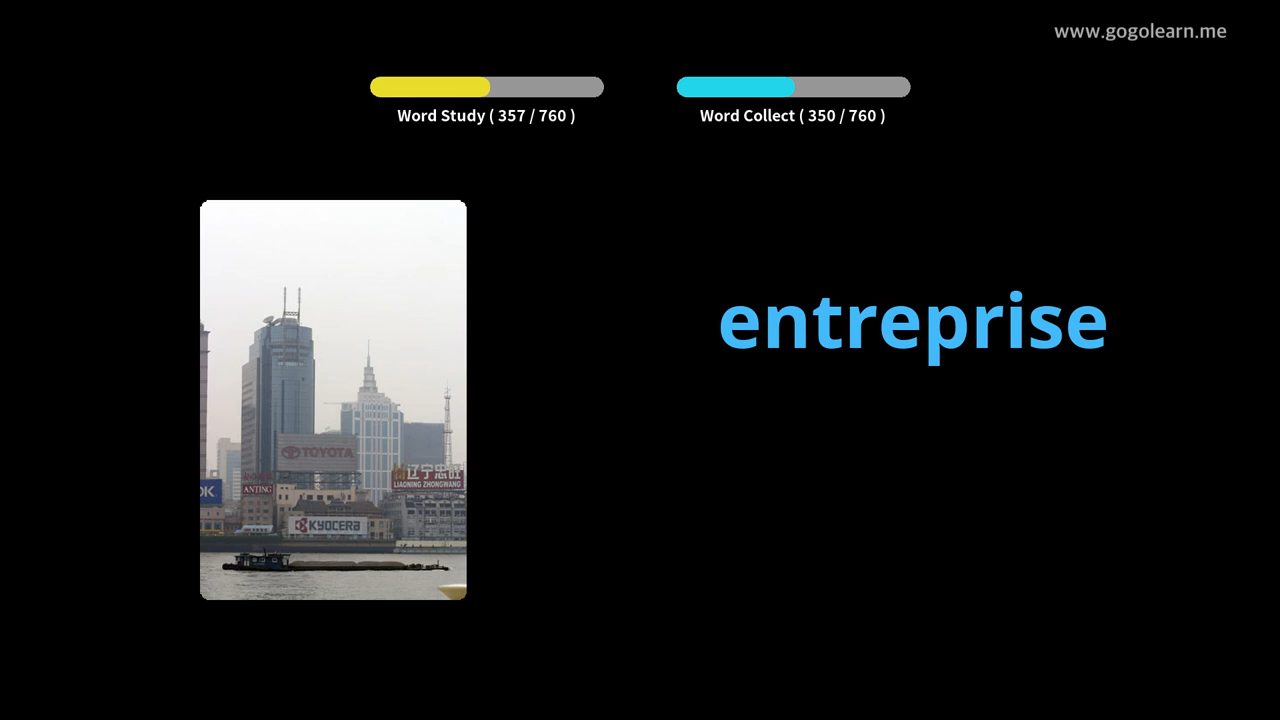 www.gogolearn.me
Word Study ( 357 / 760 )
Word Collect ( 350 / 760 )
entreprise
TOYOTA
辽宁忠旺
LIAONING ZHONGWANG
OK
ANTING
KYOCERA